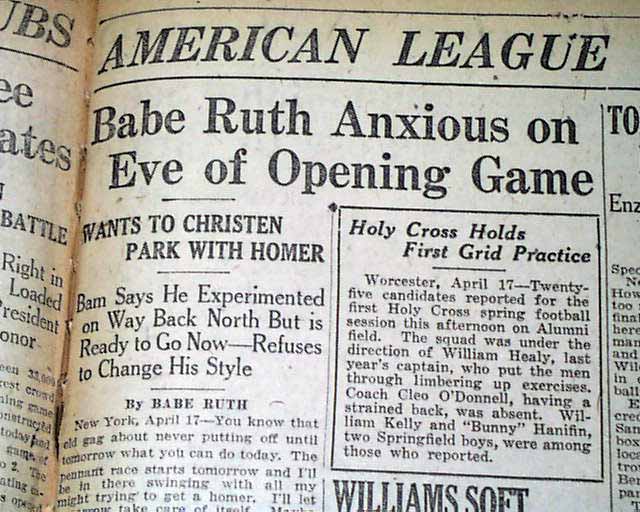 UBS
ee
ates
N
BATTLE
Right in
Loaded
President
onor
AMERICAN LEAGUE
Babe Ruth Anxious on
Eve of Opening Game
WANTS TO CHRISTEN
PARK WITH HOMER
Bam Says He Experimented
on Way Back North But is
Ready to Go Now—Refuses
to Change His Style
By BABE RUTH
New York, April 17—You know that
old gag about never putting off until
tomorrow what you can do today. The
pennant race starts tomorrow and I'll
be in there swinging with all my
might trying to get a homer. I'll let
take care of itself.
Holy Cross Holds
First Grid Practice
Worcester, April 17—Twenty-
five candidates reported for the
first Holy Cross spring football
session this afternoon on Alumni
field. The squad was under the
direction of William Healy, last
year's captain, who put the men
through limbering up exercises.
Coach Cleo O'Donnell, having a
strained back, was absent. Wil-
liam Kelly and "Bunny" Hanifin,
two Springfield boys, were among
those who reported.
WILLIAMS SOFT
TO
Enz